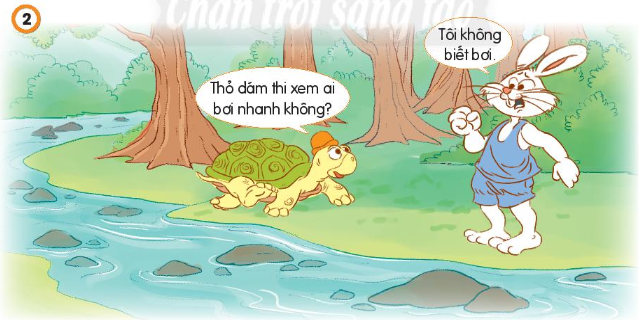 2
Chân trời sáng tạo
Tôi không
biết bơi.
Thỏ dám thi xem ai
bơi nhanh không?